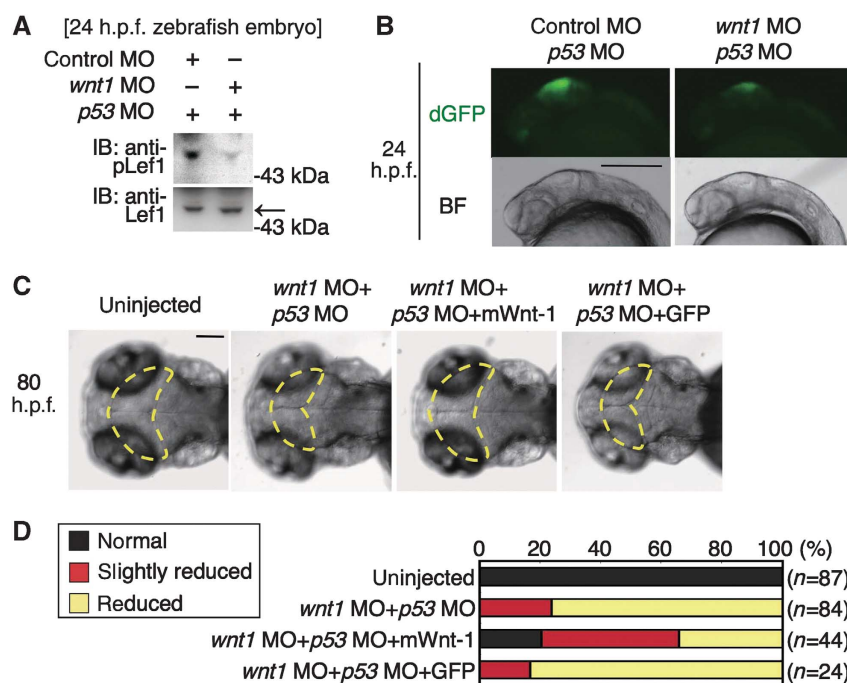 A
[24 h.p.f. zebrafish embryo]
Control MO + –
wnt1 MO – +
p53 MO + +
IB: anti-
pLef1
-43 kDa
IB: anti-
Lef1
←
-43 kDa
B
Control MO
p53 MO
wnt1 MO
p53 MO
24
h.p.f.
dGFP
BF
C
Uninjected
wnt1 MO+
p53 MO
wnt1 MO+
p53 MO+mWnt-1
wnt1 MO+
p53 MO+GFP
80
h.p.f.
D
Normal
Slightly reduced
Reduced
0 20 40 60 80 100 (%)
Uninjected (n=87)
wnt1 MO+p53 MO (n=84)
wnt1 MO+p53 MO+mWnt-1 (n=44)
wnt1 MO+p53 MO+GFP (n=24)